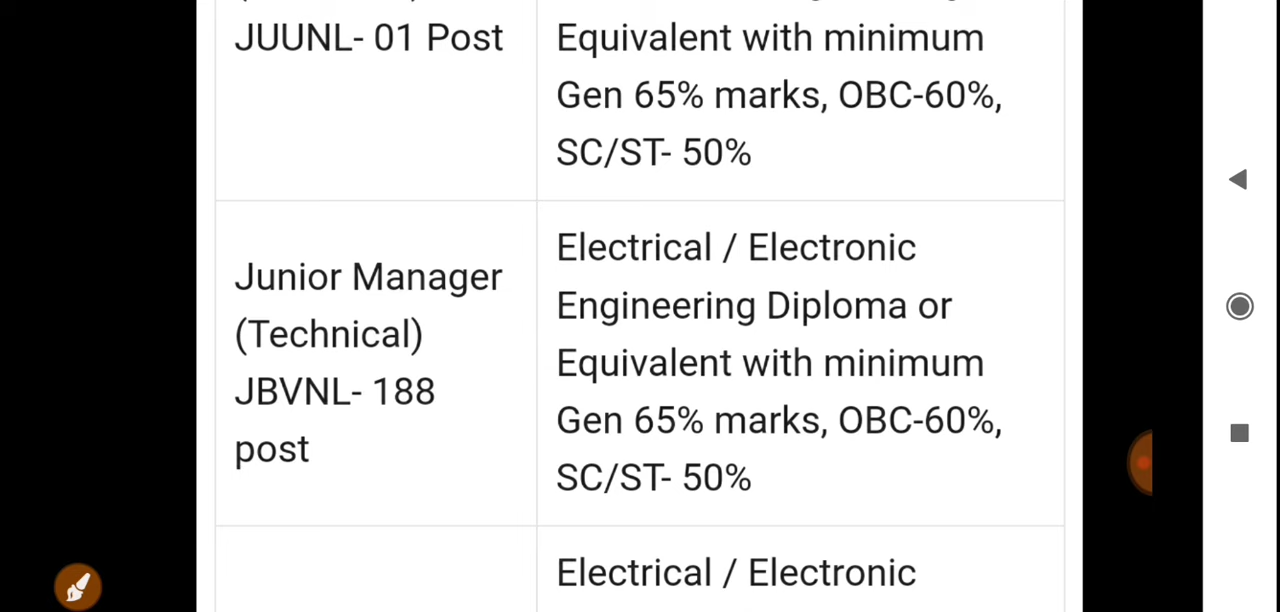 JUUNL- 01 Post
Equivalent with minimum
Gen 65% marks, OBC-60%,
SC/ST- 50%
Junior Manager
(Technical)
JBVNL- 188
post
Electrical / Electronic
Engineering Diploma or
Equivalent with minimum
Gen 65% marks, OBC-60%,
SC/ST- 50%
Electrical / Electronic